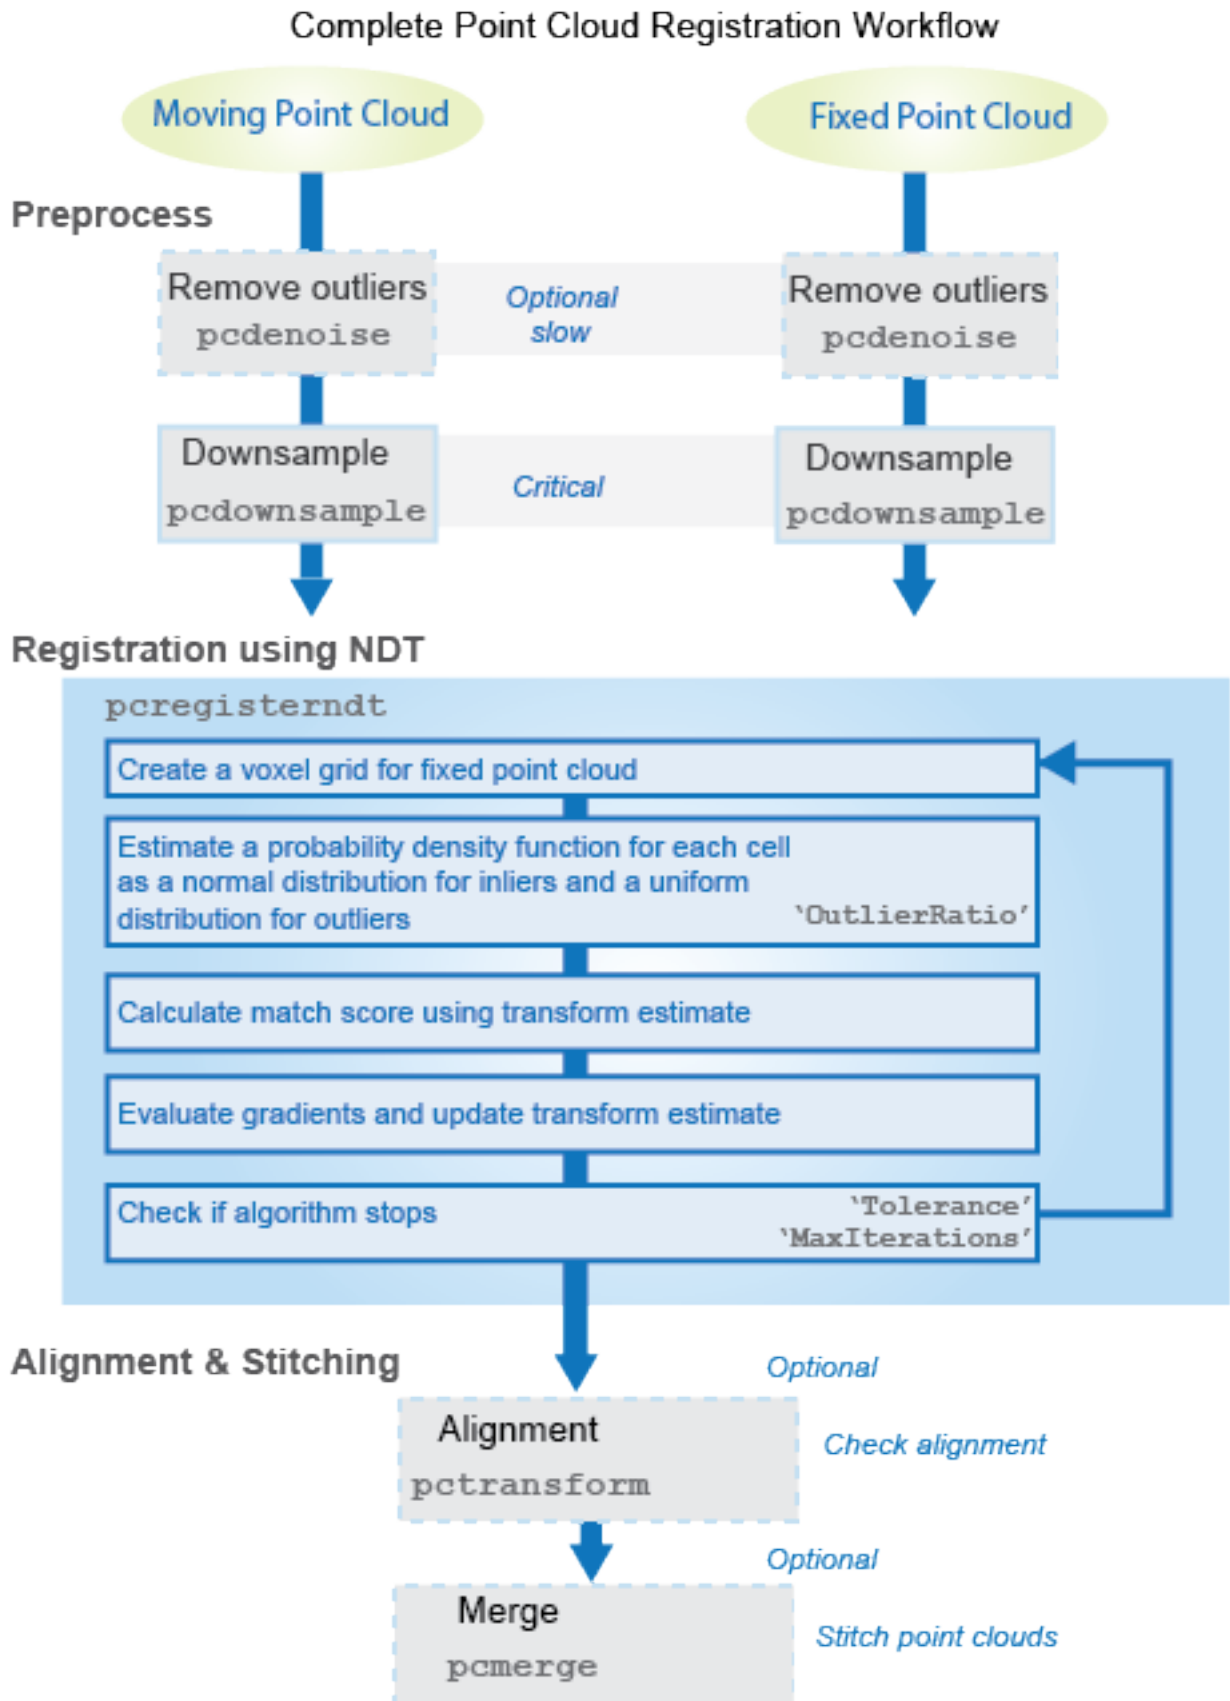 Complete Point Cloud Registration Workflow
Moving Point Cloud
Fixed Point Cloud
Preprocess
Remove outliers
pcdenoise
Optional
slow
Remove outliers
pcdenoise
Downsample
pcdownsample
Critical
Downsample
pcdownsample
Registration using NDT
pcregisterndt
Create a voxel grid for fixed point cloud
Estimate a probability density function for each cell
as a normal distribution for inliers and a uniform
distribution for outliers
‘OutlierRatio’
Calculate match score using transform estimate
Evaluate gradients and update transform estimate
Check if algorithm stops
‘Tolerance’
‘MaxIterations’
Alignment & Stitching
Optional
Alignment
pctransform
Check alignment
Optional
Merge
pcmerge
Stitch point clouds